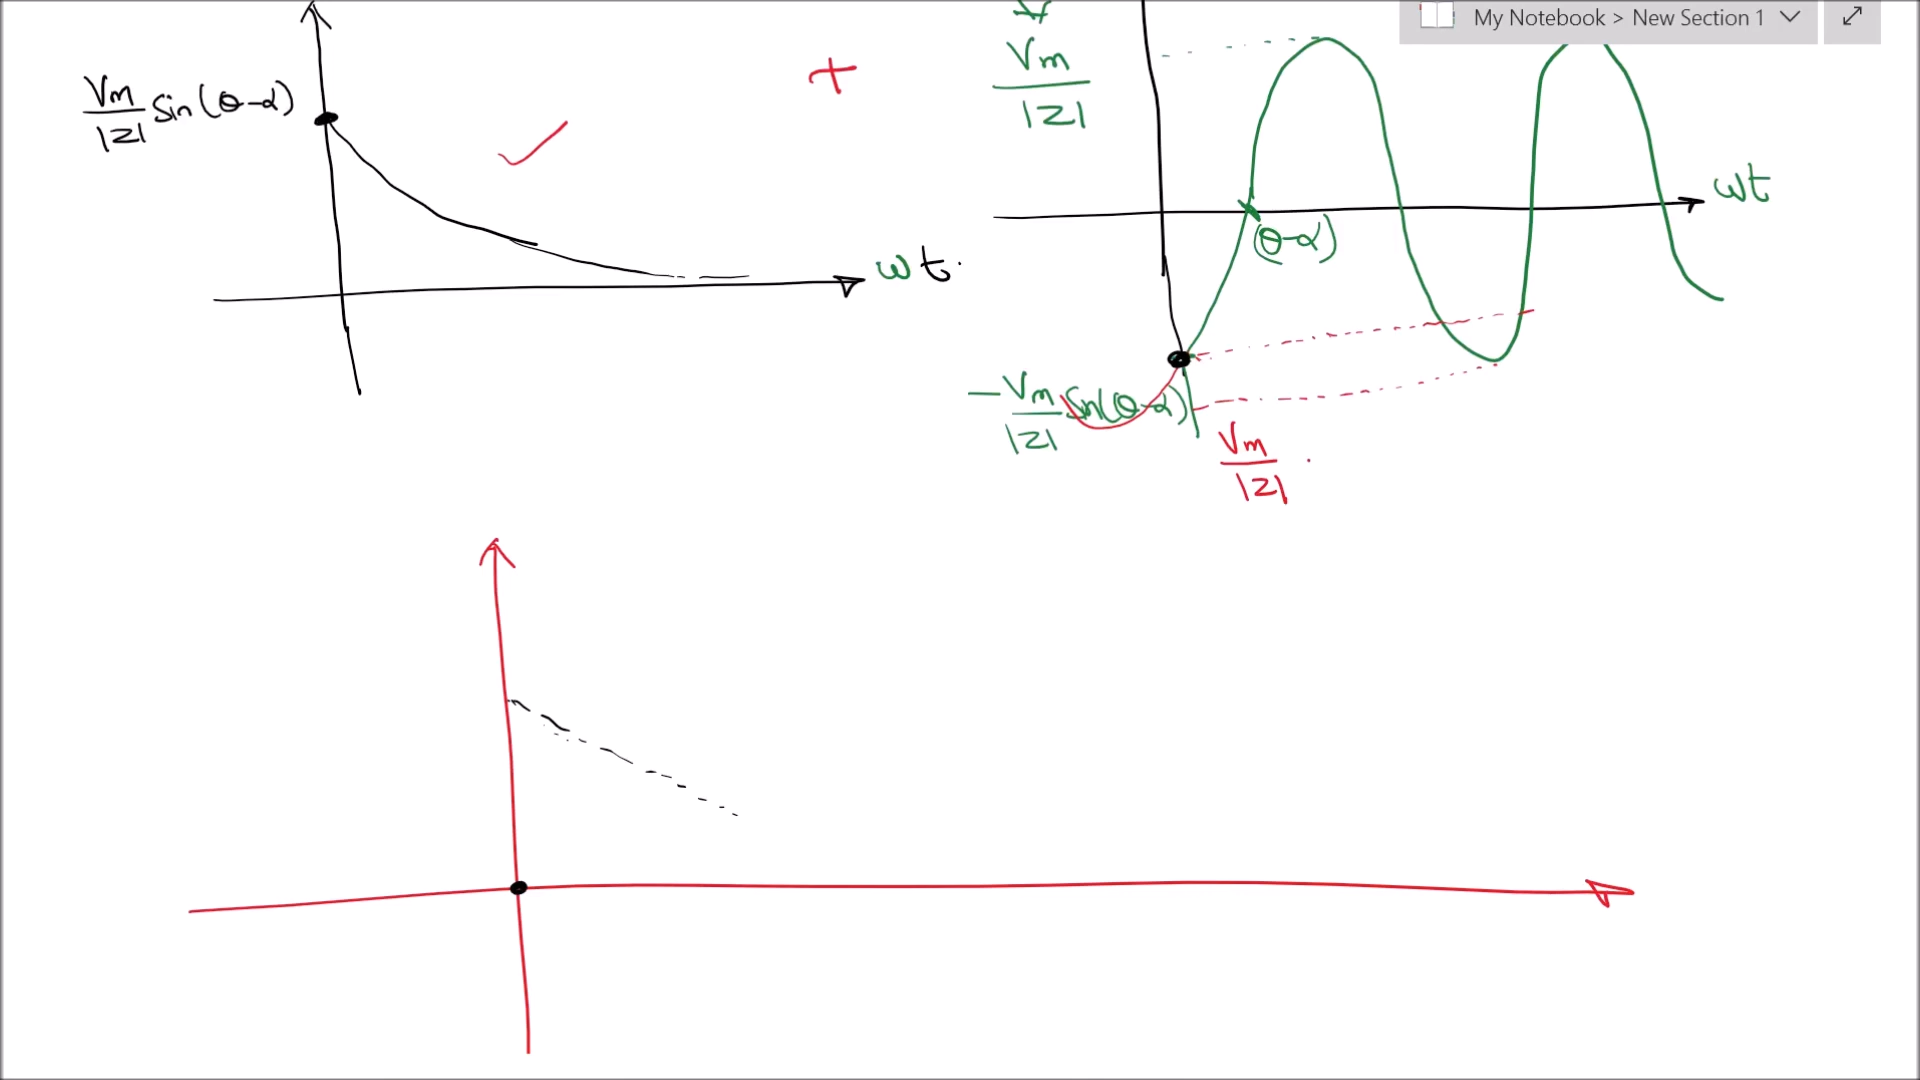 My Notebook > New Section 1
Vm/|z| sin(θ-α)
+
Vm/|z|
ωt
(θ-α)
ωt.
-Vm/|z| sin(θ-α)
Vm/|z|